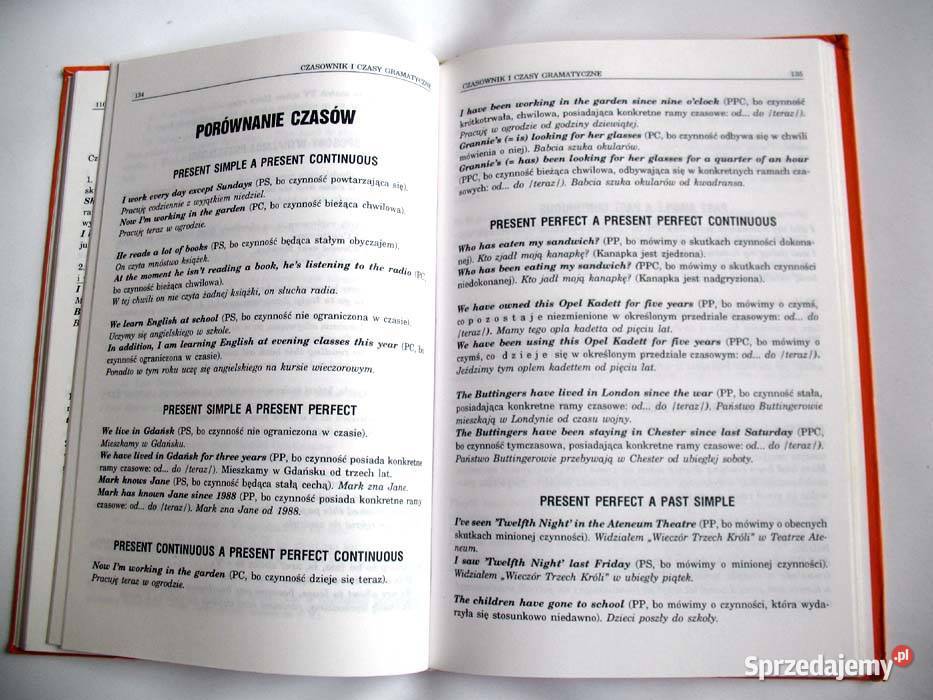 134
CZASOWNIK I CZASY GRAMATYCZNE
PORÓWNANIE CZASÓW
PRESENT SIMPLE A PRESENT CONTINUOUS
I work every day except Sundays (PS, bo czynność powtarzająca się).
Pracuję codziennie z wyjątkiem niedziel.
Now I'm working in the garden (PC, bo czynność bieżąca chwilowa).
Pracuję teraz w ogrodzie.
He reads a lot of books (PS, bo czynność będąca stałym obyczajem).
On czyta mnóstwo książek.
At the moment he isn't reading a book, he's listening to the radio (PC,
bo czynność bieżąca chwilowa).
W tej chwili on nie czyta żadnej książki, on słucha radia.
We learn English at school (PS, bo czynność nie ograniczona w czasie).
Uczymy się angielskiego w szkole.
In addition, I am learning English at evening classes this year (PC, bo
czynność ograniczona w czasie).
Ponadto w tym roku uczę się angielskiego na kursie wieczorowym.
PRESENT SIMPLE A PRESENT PERFECT
We live in Gdańsk (PS, bo czynność nie ograniczona w czasie).
Mieszkamy w Gdańsku.
We have lived in Gdańsk for three years (PP, bo czynność posiada konkretne
ramy czasowe: od... do /teraz/). Mieszkamy w Gdańsku od trzech lat.
Mark knows Jane (PS, bo czynność będąca stałą cechą). Mark zna Jane.
Mark has known Jane since 1988 (PP, bo czynność posiada konkretne ramy
czasowe: od... do /teraz/). Mark zna Jane od 1988.
PRESENT CONTINUOUS A PRESENT PERFECT CONTINUOUS
Now I'm working in the garden (PC, bo czynność dzieje się teraz).
Pracuję teraz w ogrodzie.
CZASOWNIK I CZASY GRAMATYCZNE
135
I have been working in the garden since nine o'clock (PPC, bo czynność
krótkotrwała, chwilowa, posiadająca konkretne ramy czasowe: od... do /teraz/).
Pracuję w ogrodzie od godziny dziewiątej.
Grannie's (= is) looking for her glasses (PC, bo czynność odbywa się w chwili
mówienia o niej). Babcia szuka okularów.
Grannie's (= has) been looking for her glasses for a quarter of an hour
(PPC, bo czynność bieżąca chwilowa, odbywająca się w konkretnych ramach cza-
sowych: od... do /teraz/). Babcia szuka okularów od kwadransa.
PRESENT PERFECT A PRESENT PERFECT CONTINUOUS
Who has eaten my sandwich? (PP, bo mówimy o skutkach czynności dokona-
nej). Kto zjadł moją kanapkę? (Kanapka jest zjedzona).
Who has been eating my sandwich? (PPC, bo mówimy o skutkach czynności
niedokonanej). Kto jadł moją kanapkę? (Kanapka jest nadgryziona).
We have owned this Opel Kadett for five years (PP, bo mówimy o czymś,
co pozostaje niezmienione w określonym przedziale czasowym: od... do
/teraz/). Mamy tego opla kadetta od pięciu lat.
We have been using this Opel Kadett for five years (PPC, bo mówimy o
czymś, co dzieje się w określonym przedziale czasowym: od... do /teraz/).
Jeździmy tym oplem kadettem od pięciu lat.
The Buttingers have lived in London since the war (PP, bo czynność stała,
posiadająca konkretne ramy czasowe: od... do /teraz/). Państwo Buttingerowie
mieszkają w Londynie od czasu wojny.
The Buttingers have been staying in Chester since last Saturday (PPC,
bo czynność tymczasowa, posiadająca konkretne ramy czasowe: od... do /teraz/).
Państwo Buttingerowie przebywają w Chester od ubiegłej soboty.
PRESENT PERFECT A PAST SIMPLE
I've seen 'Twelfth Night' in the Ateneum Theatre (PP, bo mówimy o obecnych
skutkach minionej czynności). Widziałem „Wieczór Trzech Króli” w Teatrze Ate-
neum.
I saw 'Twelfth Night' last Friday (PS, bo mówimy o minionej czynności).
Widziałem „Wieczór Trzech Króli” w ubiegły piątek.
The children have gone to school (PP, bo mówimy o czynności, która wyda-
rzyła się stosunkowo niedawno). Dzieci poszły do szkoły.
Sprzedajemy.pl